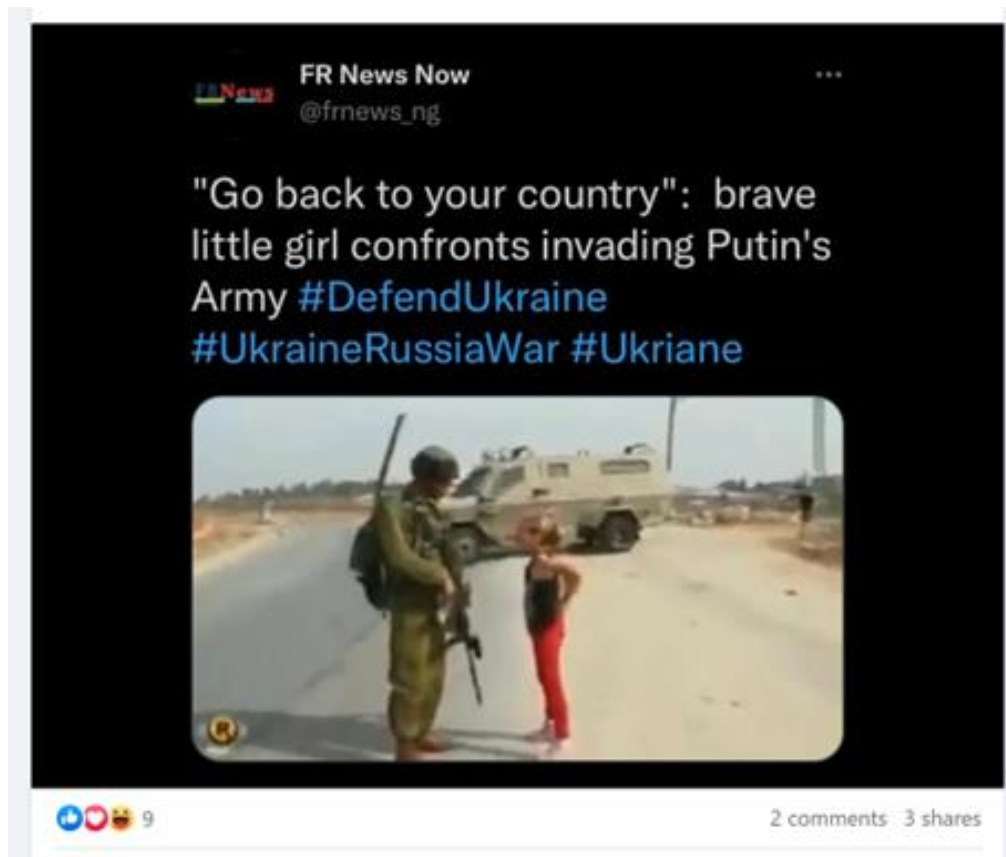 FRNews
FR News Now
@frnews_ng
"Go back to your country": brave
little girl confronts invading Putin's
Army #DefendUkraine
#UkraineRussiaWar #Ukriane
R
9
2 comments 3 shares